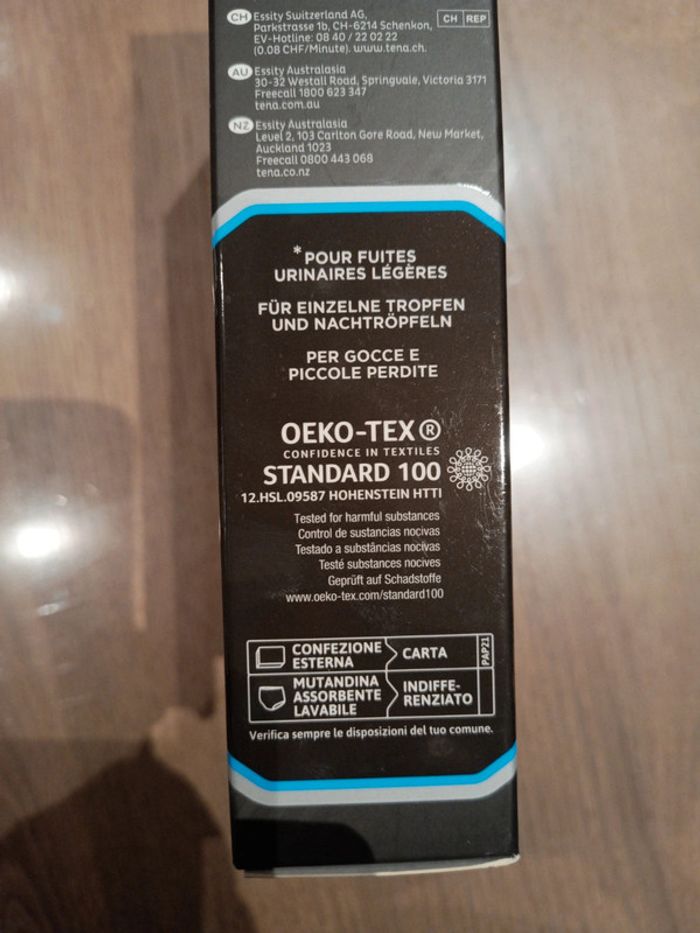 CH Essity Switzerland AG,
Parkstrasse 1b, CH-6214 Schenkon,
EV-Hotline: 08 40 / 22 02 22
(0.08 CHF/Minute). www.tena.ch.
CH REP
AU Essity Australasia
30-32 Westall Road, Springvale, Victoria 3171
Freecall 1800 623 347
tena.com.au
NZ Essity Australasia
Level 2, 103 Carlton Gore Road, New Market,
Auckland 1023
Freecall 0800 443 068
tena.co.nz
*POUR FUITES
URINAIRES LÉGÈRES
FÜR EINZELNE TROPFEN
UND NACHTRÖPFELN
PER GOCCE E
PICCOLE PERDITE
OEKO-TEX®
CONFIDENCE IN TEXTILES
STANDARD 100
12.HSL.09587 HOHENSTEIN HTTI
Tested for harmful substances
Control de sustancias nocivas
Testado a substâncias nocivas
Testé substances nocives
Geprüft auf Schadstoffe
www.oeko-tex.com/standard100
CONFEZIONE
ESTERNA
CARTA
PAP21
MUTANDINA
ASSORBENTE
LAVABILE
INDIFFE-
RENZIATO
Verifica sempre le disposizioni del tuo comune.